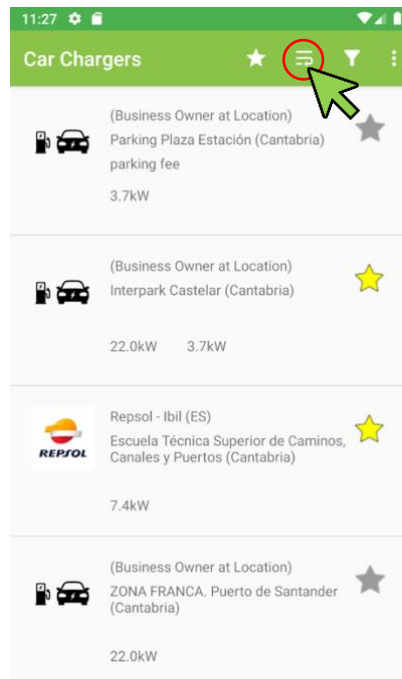 11:27
Car Chargers
(Business Owner at Location)
Parking Plaza Estación (Cantabria)
parking fee
3.7kW
(Business Owner at Location)
Interpark Castelar (Cantabria)
22.0kW 3.7kW
Repsol - Ibil (ES)
Escuela Técnica Superior de Caminos,
Canales y Puertos (Cantabria)
REPSOL
7.4kW
(Business Owner at Location)
ZONA FRANCA. Puerto de Santander
(Cantabria)
22.0kW